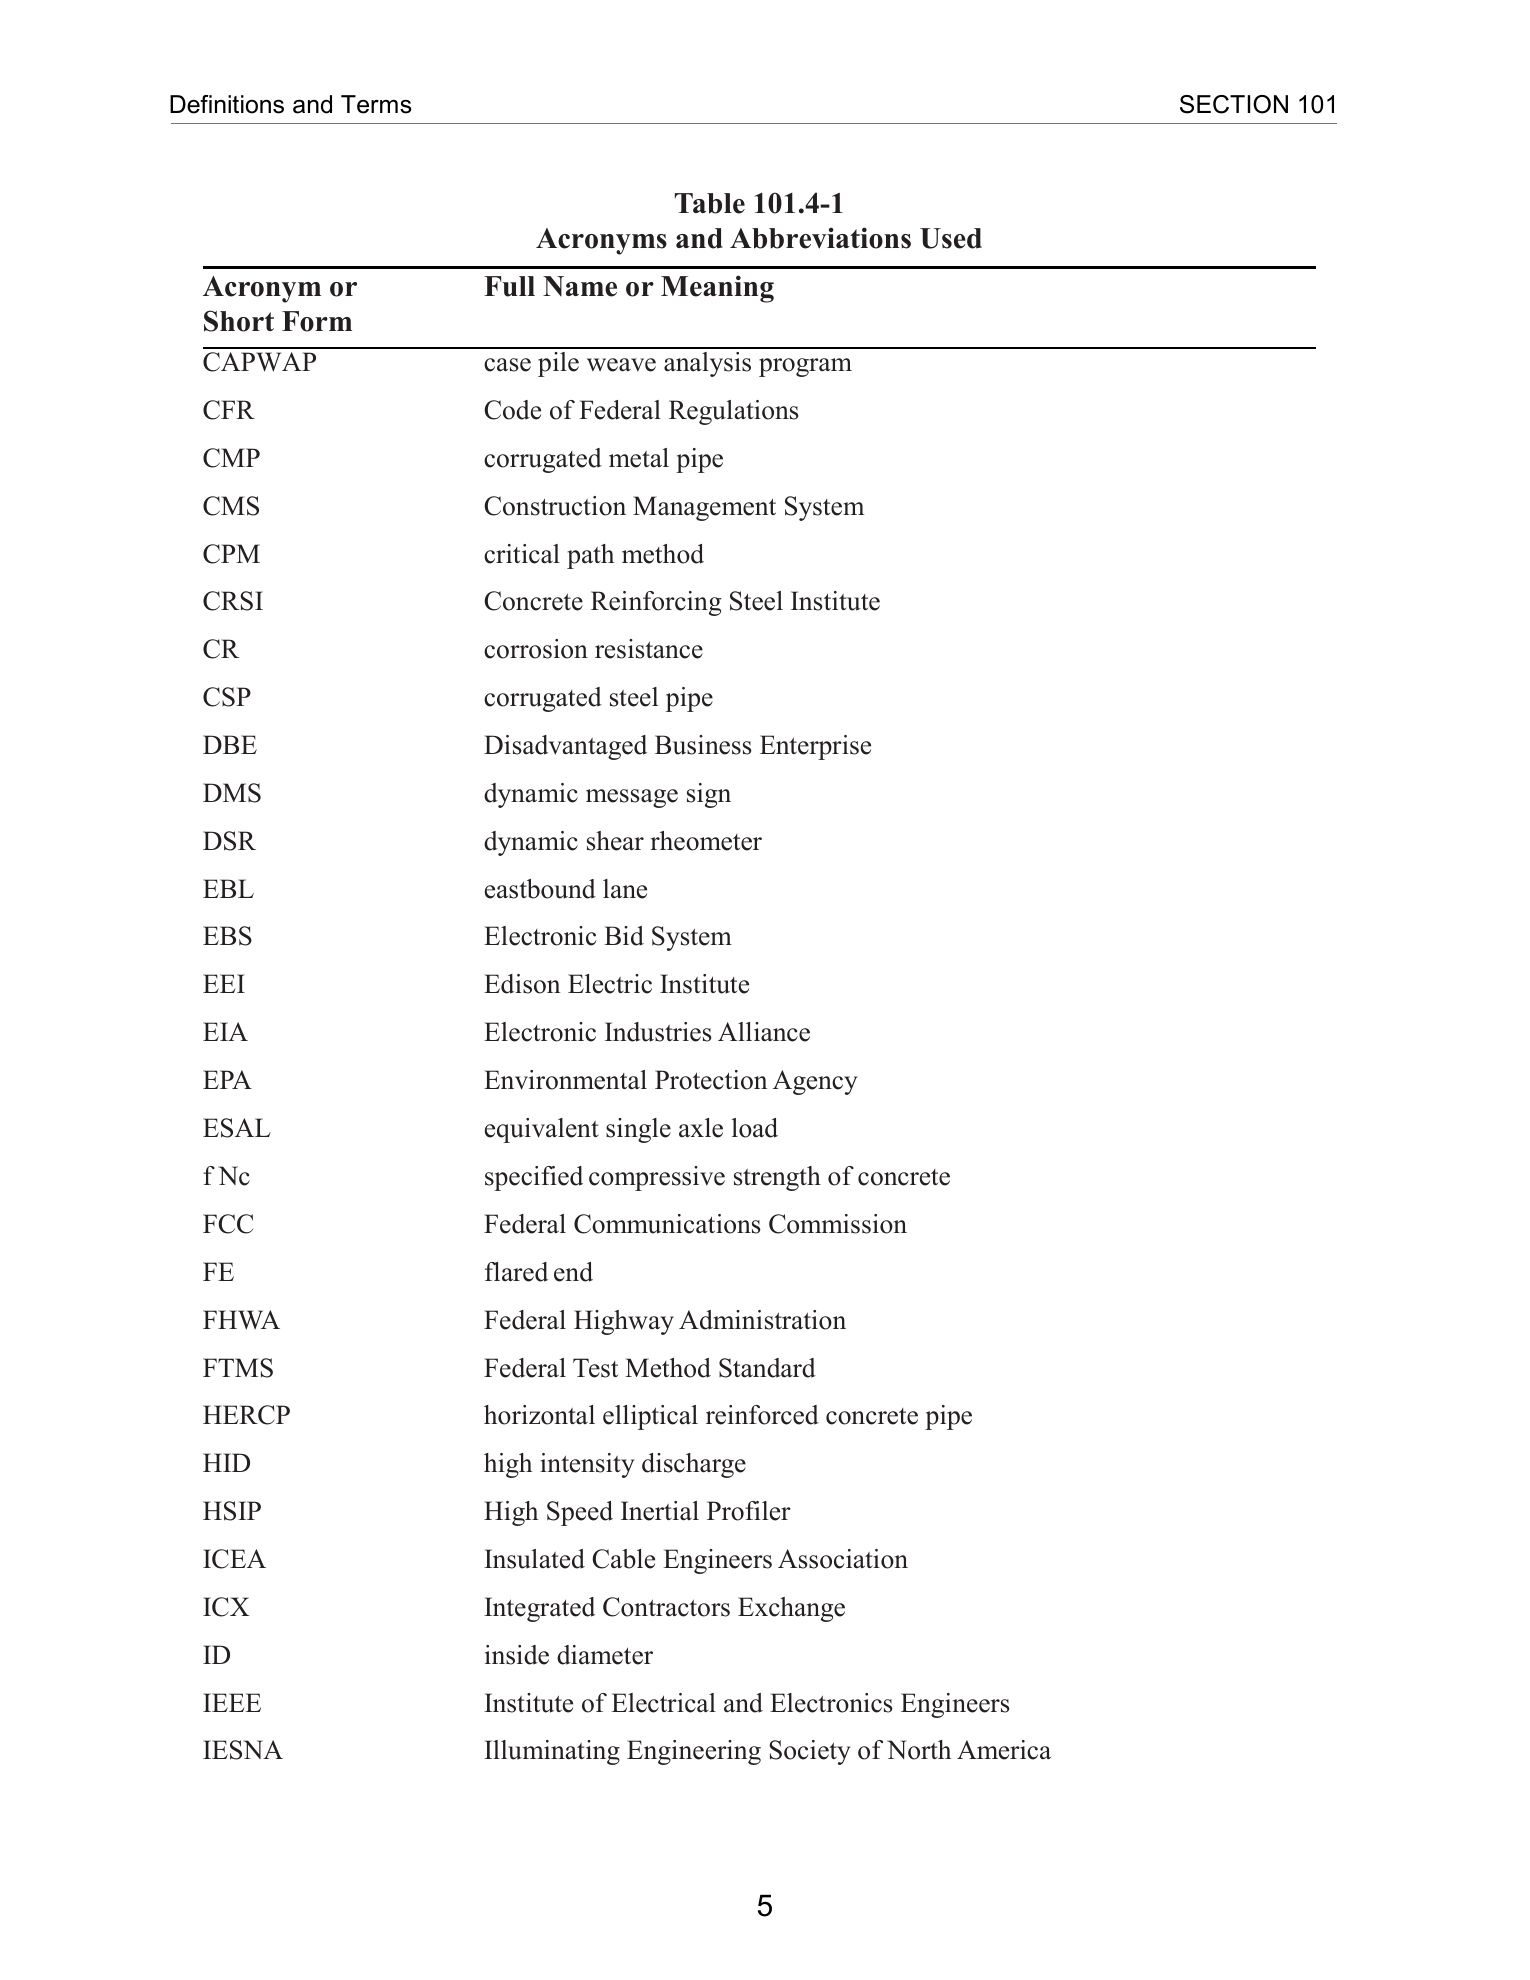 Definitions and Terms SECTION 101
Table 101.4-1
Acronyms and Abbreviations Used
Acronym or Full Name or Meaning
Short Form
CAPWAP case pile weave analysis program
CFR Code of Federal Regulations
CMP corrugated metal pipe
CMS Construction Management System
CPM critical path method
CRSI Concrete Reinforcing Steel Institute
CR corrosion resistance
CSP corrugated steel pipe
DBE Disadvantaged Business Enterprise
DMS dynamic message sign
DSR dynamic shear rheometer
EBL eastbound lane
EBS Electronic Bid System
EEI Edison Electric Institute
EIA Electronic Industries Alliance
EPA Environmental Protection Agency
ESAL equivalent single axle load
f Nc specified compressive strength of concrete
FCC Federal Communications Commission
FE flared end
FHWA Federal Highway Administration
FTMS Federal Test Method Standard
HERCP horizontal elliptical reinforced concrete pipe
HID high intensity discharge
HSIP High Speed Inertial Profiler
ICEA Insulated Cable Engineers Association
ICX Integrated Contractors Exchange
ID inside diameter
IEEE Institute of Electrical and Electronics Engineers
IESNA Illuminating Engineering Society of North America
5